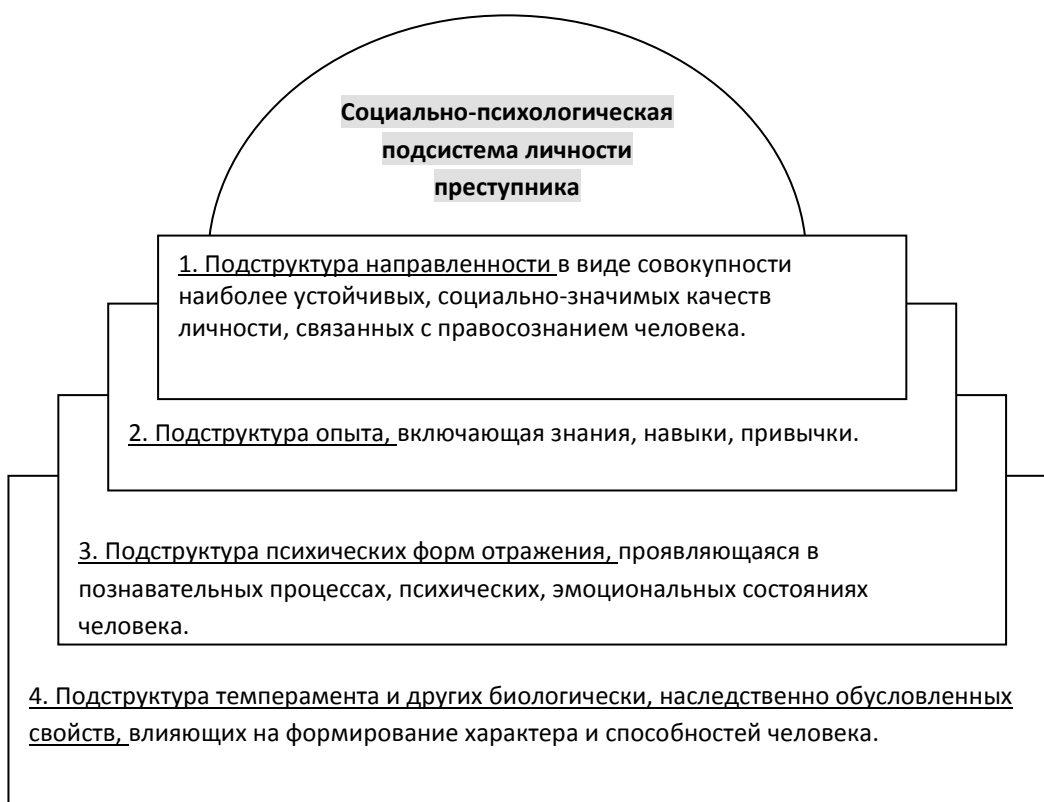 Социально-психологическая
подсистема личности
преступника
1. Подструктура направленности в виде совокупности
наиболее устойчивых, социально-значимых качеств
личности, связанных с правосознанием человека.
2. Подструктура опыта, включающая знания, навыки, привычки.
3. Подструктура психических форм отражения, проявляющаяся в
познавательных процессах, психических, эмоциональных состояниях
человека.
4. Подструктура темперамента и других биологически, наследственно обусловленных
свойств, влияющих на формирование характера и способностей человека.